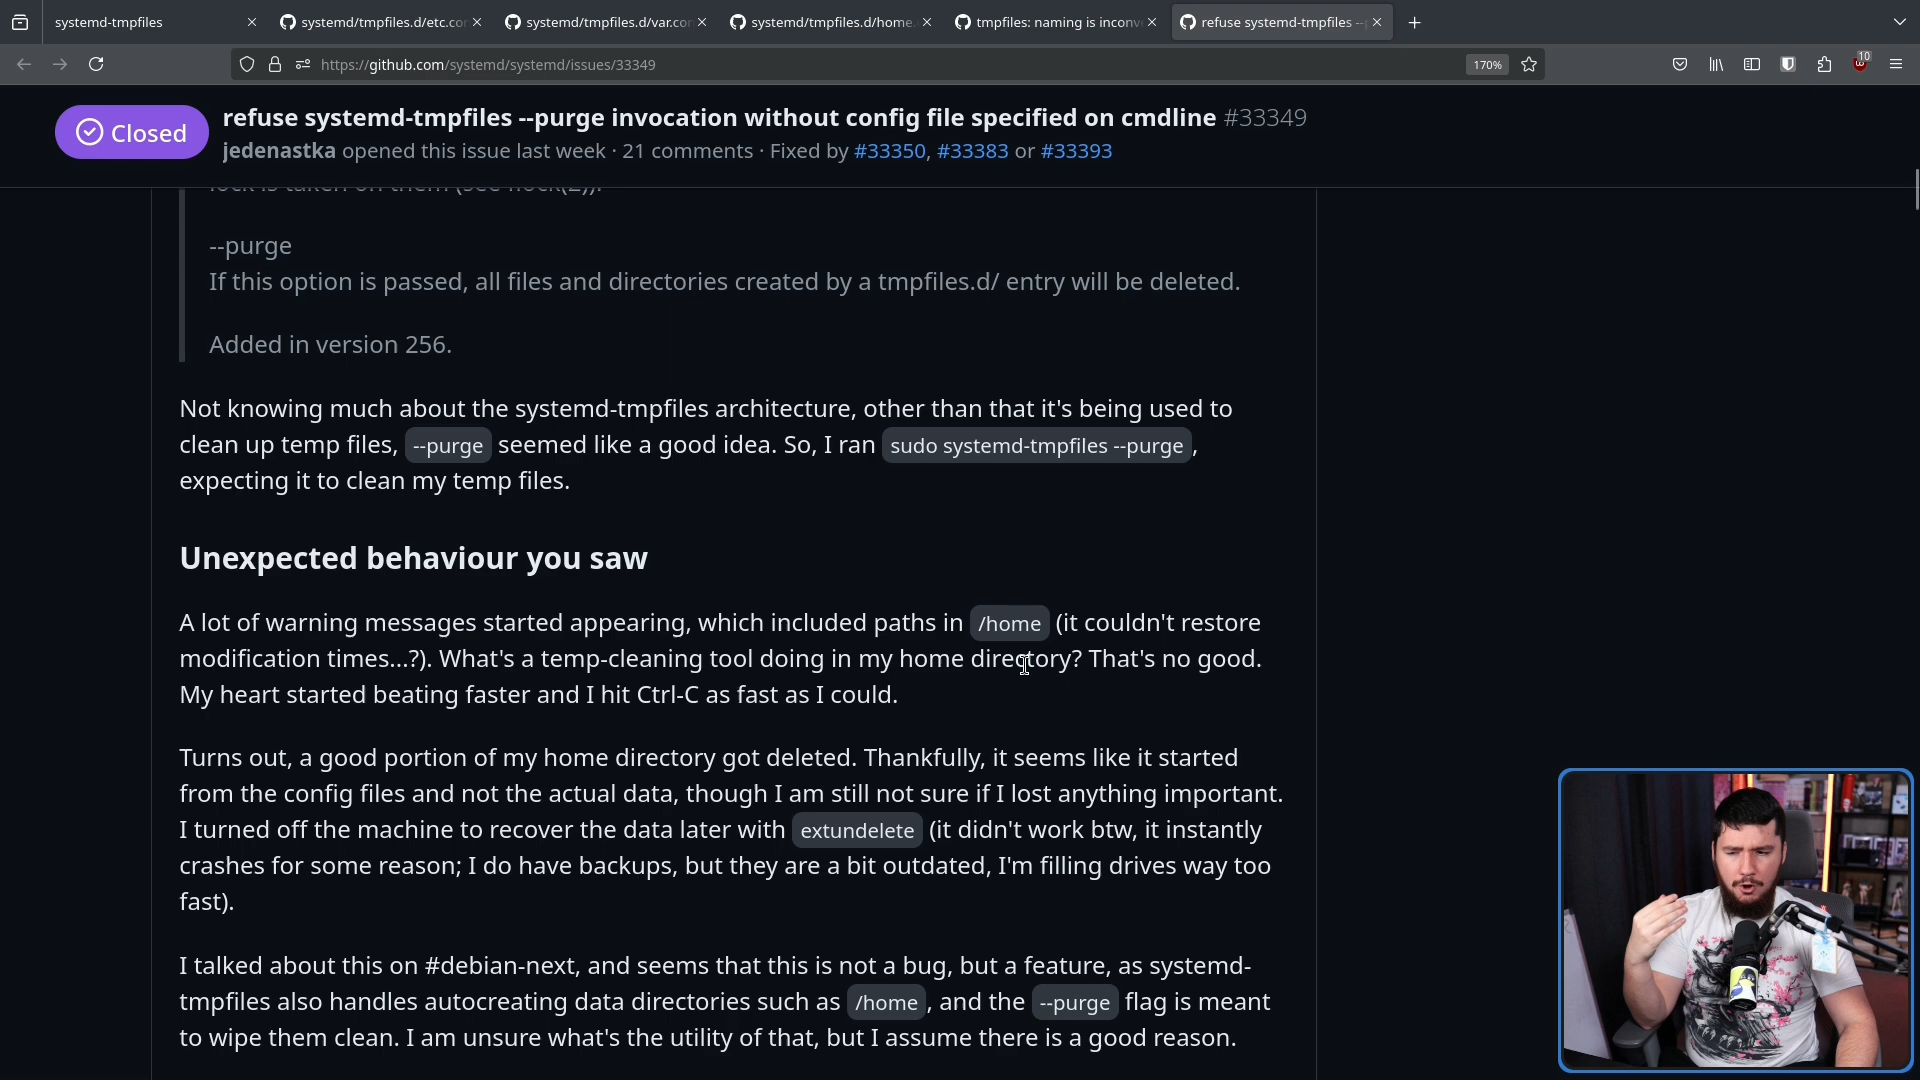 systemd-tmpfiles
systemd/tmpfiles.d/etc.co
systemd/tmpfiles.d/var.co
systemd/tmpfiles.d/home.
tmpfiles: naming is incon
refuse systemd-tmpfiles --
https://github.com/systemd/systemd/issues/33349
170%
10
Closed
refuse systemd-tmpfiles --purge invocation without config file specified on cmdline #33349
jedenastka opened this issue last week · 21 comments · Fixed by #33350, #33383 or #33393
lock is taken on them (see flock(2)).
--purge
If this option is passed, all files and directories created by a tmpfiles.d/ entry will be deleted.
Added in version 256.
Not knowing much about the systemd-tmpfiles architecture, other than that it's being used to
clean up temp files, --purge seemed like a good idea. So, I ran sudo systemd-tmpfiles --purge,
expecting it to clean my temp files.
Unexpected behaviour you saw
A lot of warning messages started appearing, which included paths in /home (it couldn't restore
modification times...?). What's a temp-cleaning tool doing in my home directory? That's no good.
My heart started beating faster and I hit Ctrl-C as fast as I could.
Turns out, a good portion of my home directory got deleted. Thankfully, it seems like it started
from the config files and not the actual data, though I am still not sure if I lost anything important.
I turned off the machine to recover the data later with extundelete (it didn't work btw, it instantly
crashes for some reason; I do have backups, but they are a bit outdated, I'm filling drives way too
fast).
I talked about this on #debian-next, and seems that this is not a bug, but a feature, as systemd-
tmpfiles also handles autocreating data directories such as /home, and the --purge flag is meant
to wipe them clean. I am unsure what's the utility of that, but I assume there is a good reason.